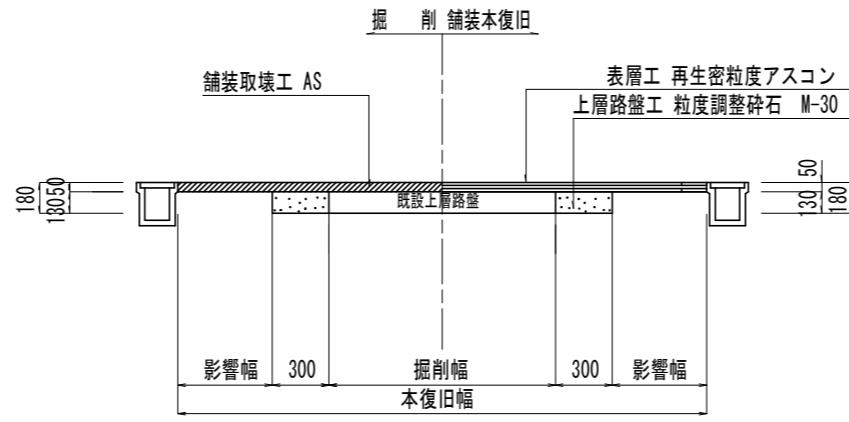 掘　削 舗装本復旧
舗装取壊工 AS
表層工 再生密粒度アスコン
上層路盤工 粒度調整砕石 M-30
180
50
130
既設上層路盤
50
130
180
影響幅 300 掘削幅 300 影響幅
本復旧幅